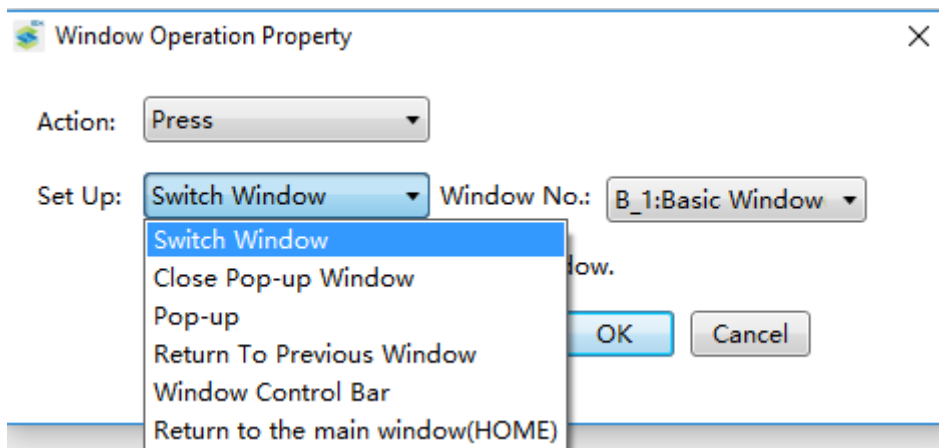 Window Operation Property
Action: Press
Set Up: Switch Window Window No.: B_1:Basic Window
Switch Window
Close Pop-up Window
Pop-up
Return To Previous Window
Window Control Bar
Return to the main window(HOME)
OK Cancel